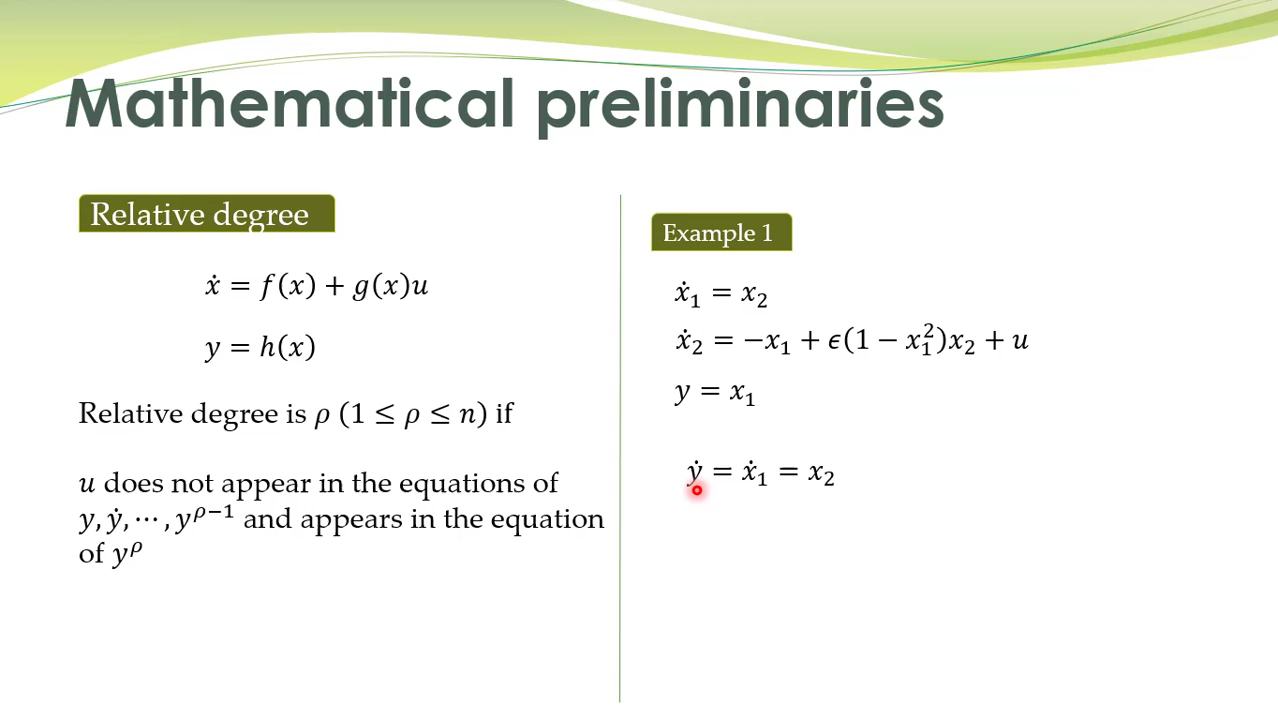 Mathematical preliminaries
Relative degree
ẋ = f(x) + g(x)u
y = h(x)
Relative degree is ρ (1 ≤ ρ ≤ n) if
u does not appear in the equations of
y, ẏ, ⋯ , y^{ρ−1} and appears in the equation
of y^ρ
Example 1
ẋ₁ = x₂
ẋ₂ = −x₁ + ϵ(1 − x₁²)x₂ + u
y = x₁
ẏ = ẋ₁ = x₂